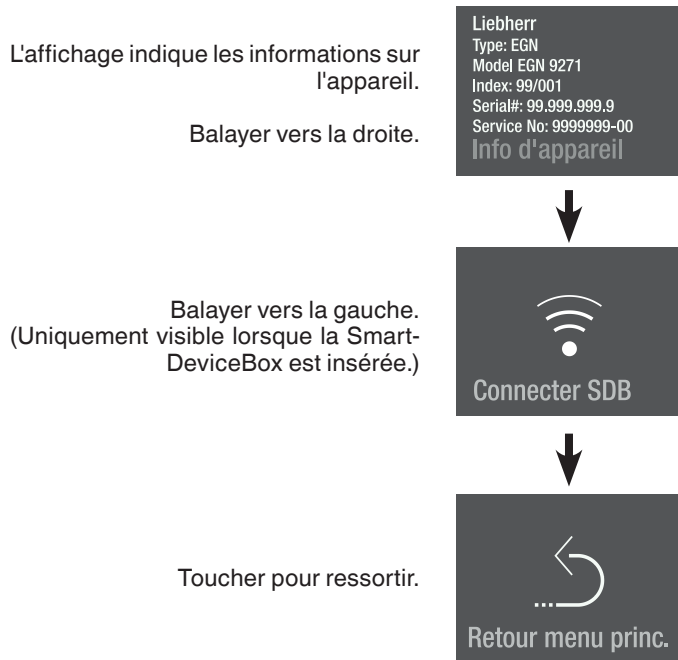 L'affichage indique les informations sur
l'appareil.
Balayer vers la droite.
Liebherr
Type: EGN
Model EGN 9271
Index: 99/001
Serial#: 99.999.999.9
Service No: 9999999-00
Info d'appareil
Balayer vers la gauche.
(Uniquement visible lorsque la Smart-
DeviceBox est insérée.)
Connecter SDB
Toucher pour ressortir.
Retour menu princ.